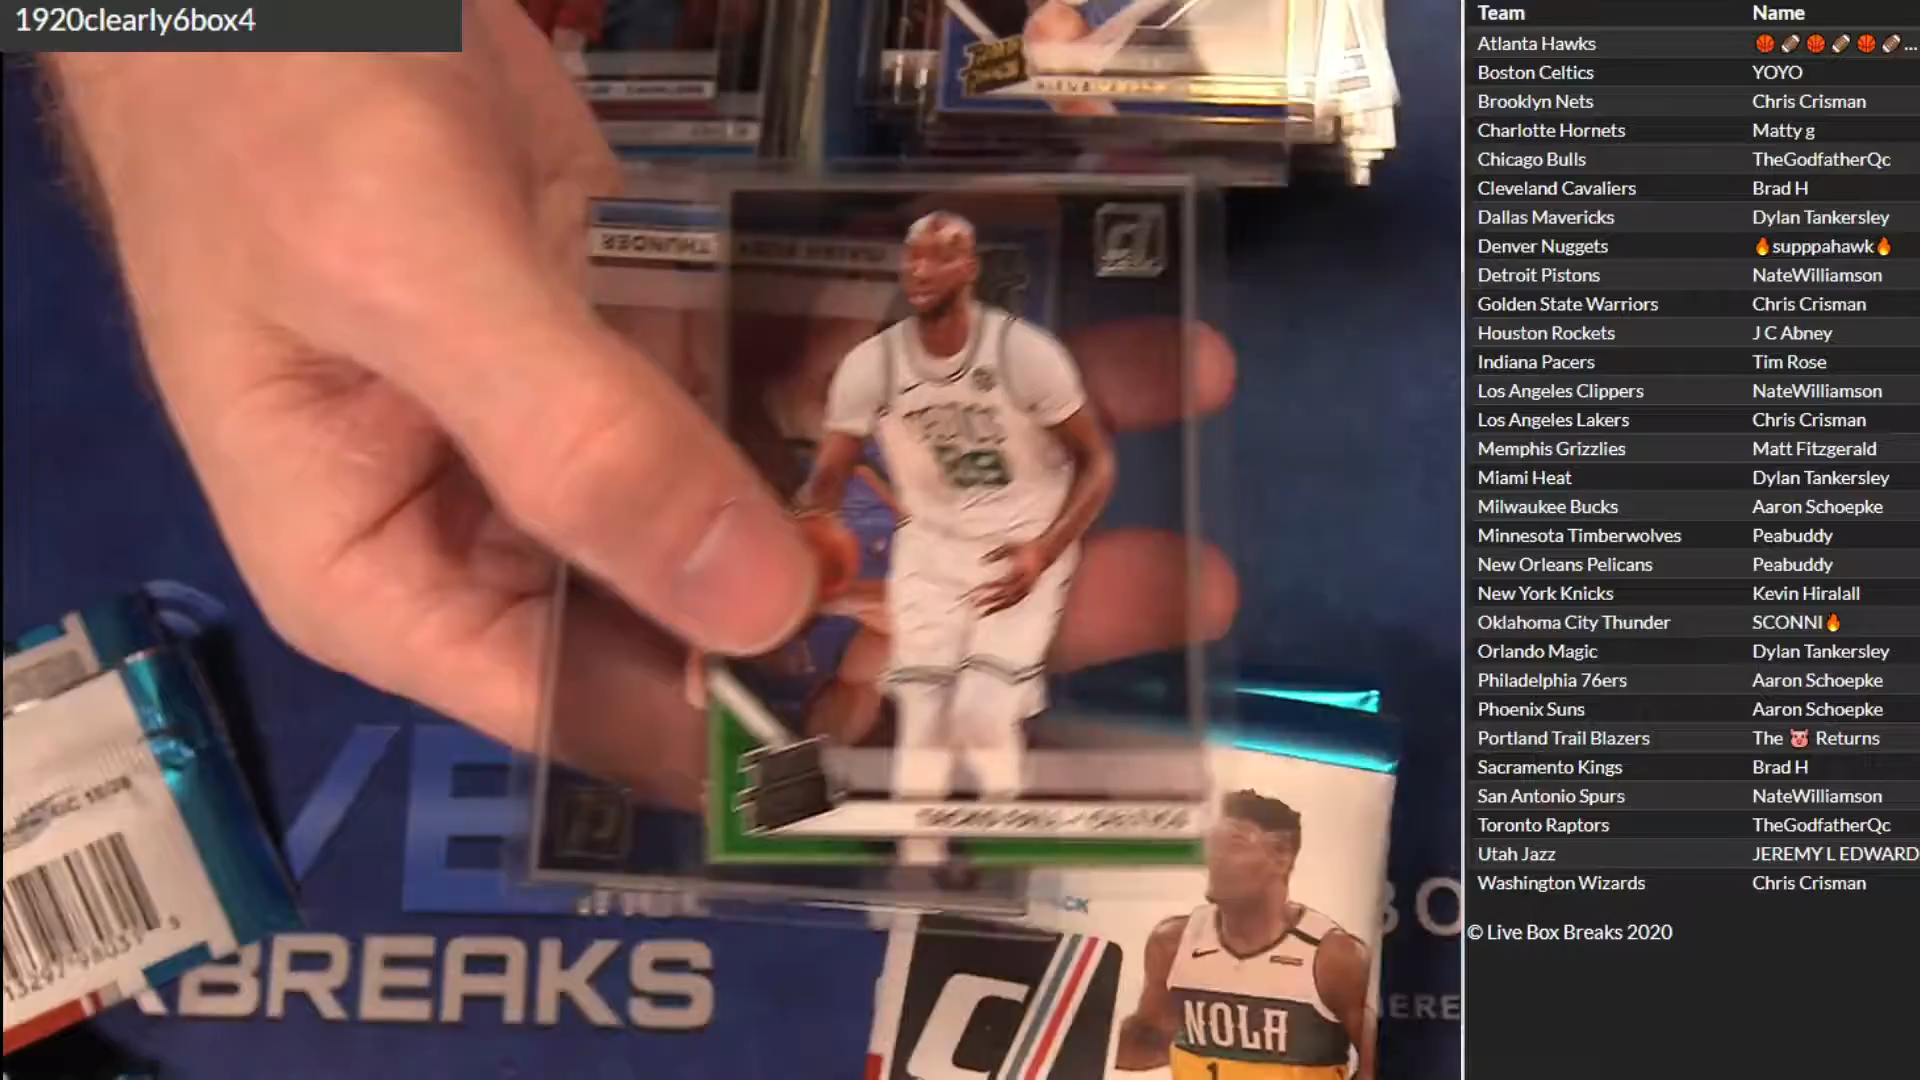 1920clearly6box4
THUNDER
TACKO FALL / CELTICS
99
BREAKS
NOLA
1
Team Name
Atlanta Hawks 🏀🏈🏀🏈🏀🏈...
Boston Celtics YOYO
Brooklyn Nets Chris Crisman
Charlotte Hornets Matty g
Chicago Bulls TheGodfatherQc
Cleveland Cavaliers Brad H
Dallas Mavericks Dylan Tankersley
Denver Nuggets 🔥supppahawk🔥
Detroit Pistons NateWilliamson
Golden State Warriors Chris Crisman
Houston Rockets J C Abney
Indiana Pacers Tim Rose
Los Angeles Clippers NateWilliamson
Los Angeles Lakers Chris Crisman
Memphis Grizzlies Matt Fitzgerald
Miami Heat Dylan Tankersley
Milwaukee Bucks Aaron Schoepke
Minnesota Timberwolves Peabuddy
New Orleans Pelicans Peabuddy
New York Knicks Kevin Hiralall
Oklahoma City Thunder SCONNI🔥
Orlando Magic Dylan Tankersley
Philadelphia 76ers Aaron Schoepke
Phoenix Suns Aaron Schoepke
Portland Trail Blazers The 🐷 Returns
Sacramento Kings Brad H
San Antonio Spurs NateWilliamson
Toronto Raptors TheGodfatherQc
Utah Jazz JEREMY L EDWARD
Washington Wizards Chris Crisman
© Live Box Breaks 2020